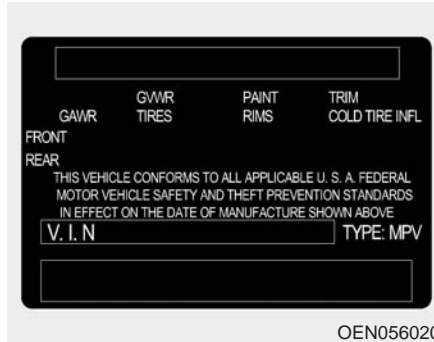 GVWR PAINT TRIM
GAWR TIRES RIMS COLD TIRE INFL
FRONT
REAR
THIS VEHICLE CONFORMS TO ALL APPLICABLE U. S. A. FEDERAL
MOTOR VEHICLE SAFETY AND THEFT PREVENTION STANDARDS
IN EFFECT ON THE DATE OF MANUFACTURE SHOWN ABOVE
V. I. N TYPE: MPV
OEN056020